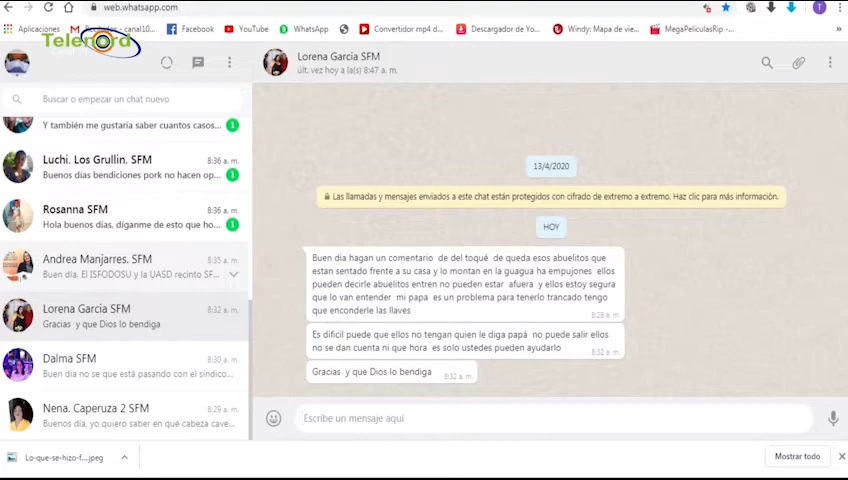 web.whatsapp.com
Aplicaciones
canal10...
Facebook
YouTube
WhatsApp
Convertidor mp4 d...
Descargador de Yo...
Windy: Mapa de vie...
MegaPeliculasRip -...
»
Telenord
T
Lorena Garcia SFM
últ. vez hoy a la(s) 8:47 a. m.
Buscar o empezar un chat nuevo
Y también me gustaría saber cuantos casos...
1
Luchi. Los Grullin. SFM
8:36 a. m.
Buenos días bendiciones pork no hacen op...
1
Rosanna SFM
8:36 a. m.
Hola buenos días, díganme de esto que ho...
1
Andrea Manjarres. SFM
8:35 a. m.
Buen día, El ISFODOSU y la UASD recinto SF...
Lorena Garcia SFM
8:32 a. m.
Gracias y que Dios lo bendiga
Dalma SFM
8:30 a. m.
Buen día no se que está pasando con el síndico...
Nena. Caperuza 2 SFM
8:29 a. m.
Buenos días, yo quiero saber en qué cabeza cave...
13/4/2020
Las llamadas y mensajes enviados a este chat están protegidos con cifrado de extremo a extremo. Haz clic para más información.
HOY
Buen dia hagan un comentario de del toqué de queda esos abuelitos que
estan sentado frente a su casa y lo montan en la guagua ha empujones ellos
pueden decirle abuelitos entren no pueden estar afuera y ellos estoy segura
que lo van entender mi papa es un problema para tenerlo trancado tengo
que enconderle las llaves
8:28 a. m.
Es dificil puede que ellos no tengan quien le diga papá no puede salir ellos
no se dan cuenta ni que hora es solo ustedes pueden ayudarlo
8:32 a. m.
Gracias y que Dios lo bendiga
8:32 a. m.
Escribe un mensaje aquí
Lo-que-se-hizo-f....jpeg
Mostrar todo